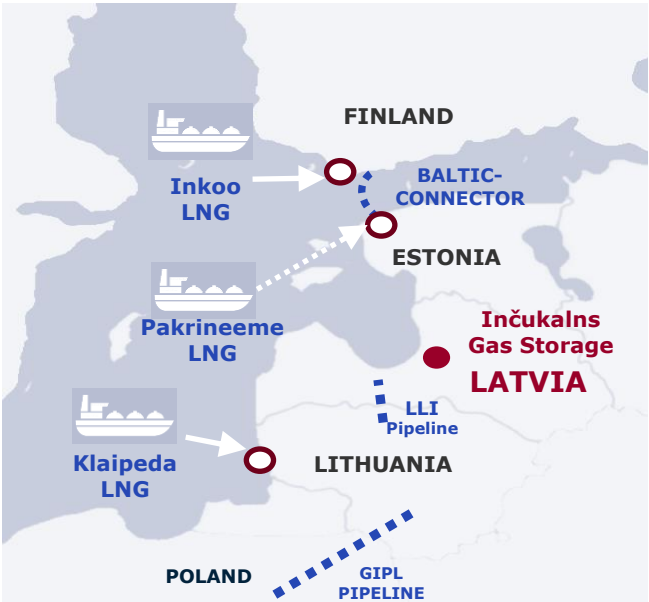 FINLAND
Inkoo
LNG
BALTIC-
CONNECTOR
ESTONIA
Pakrineeme
LNG
Inčukalns
Gas Storage
LATVIA
LLI
Pipeline
Klaipeda
LNG
LITHUANIA
POLAND
GIPL
PIPELINE